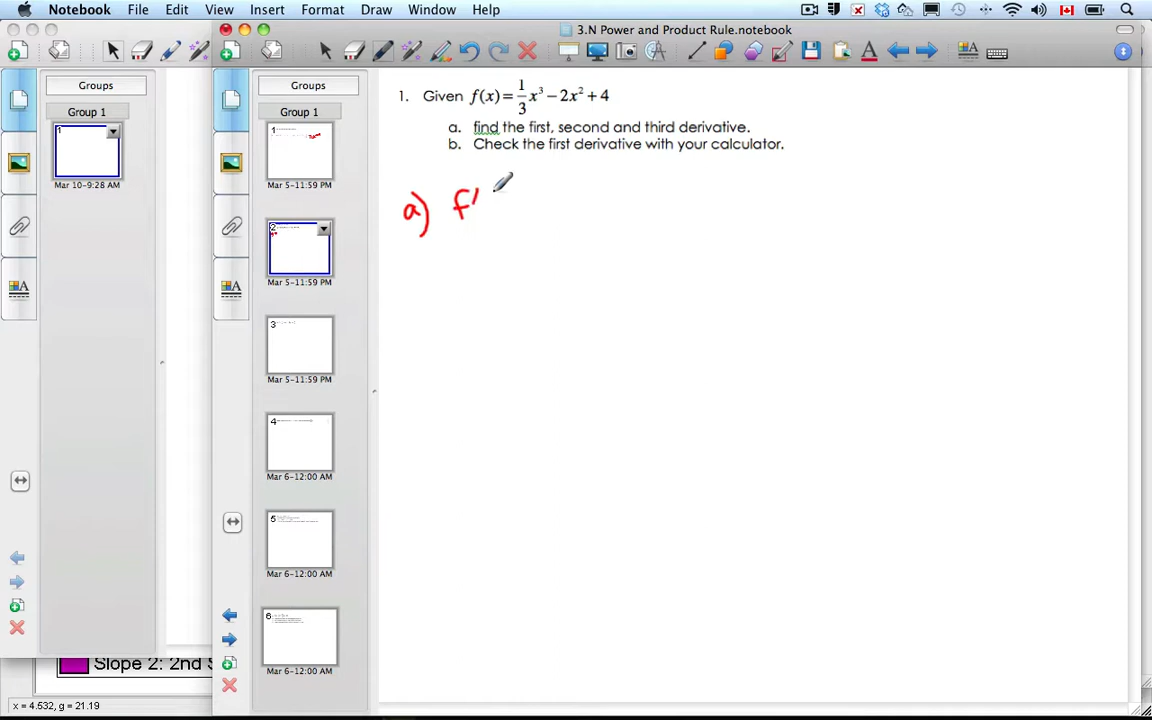 Notebook File Edit View Insert Format Draw Window Help
3.N Power and Product Rule.notebook
Groups
Group 1
1
Mar 10-9:28 AM
Groups
Group 1
1
Mar 5-11:59 PM
2
Mar 5-11:59 PM
3
Mar 5-11:59 PM
4
Mar 6-12:00 AM
5
Mar 6-12:00 AM
6
Mar 6-12:00 AM
1. Given f(x)=1/3x³−2x²+4
a. find the first, second and third derivative.
b. Check the first derivative with your calculator.
a) f'
Slope 2: 2nd
x = 4.532, g = 21.19